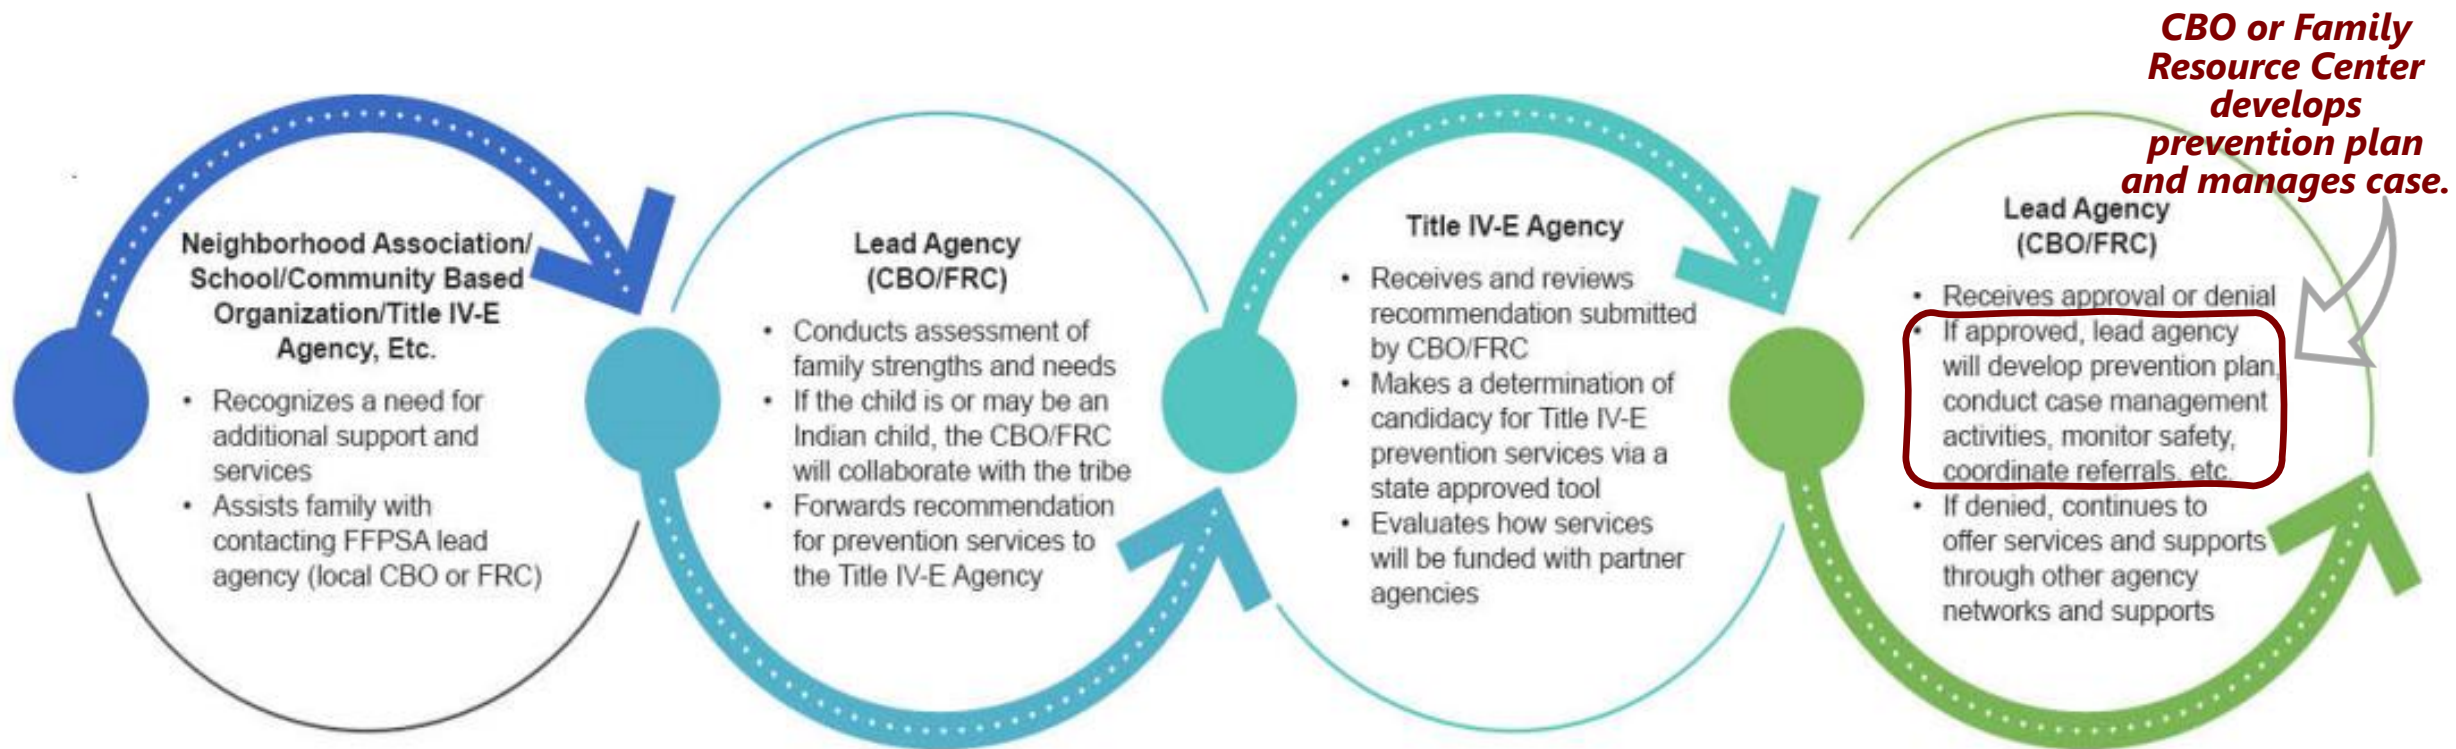 CBO or Family
Resource Center
develops
prevention plan
and manages case.
Neighborhood Association/
School/Community Based
Organization/Title IV-E
Agency, Etc.
• Recognizes a need for
additional support and
services
• Assists family with
contacting FFPSA lead
agency (local CBO or FRC)
Lead Agency
(CBO/FRC)
• Conducts assessment of
family strengths and needs
• If the child is or may be an
Indian child, the CBO/FRC
will collaborate with the tribe
• Forwards recommendation
for prevention services to
the Title IV-E Agency
Title IV-E Agency
• Receives and reviews
recommendation submitted
by CBO/FRC
• Makes a determination of
candidacy for Title IV-E
prevention services via a
state approved tool
• Evaluates how services
will be funded with partner
agencies
Lead Agency
(CBO/FRC)
• Receives approval or denial
• If approved, lead agency
will develop prevention plan,
conduct case management
activities, monitor safety,
coordinate referrals, etc.
• If denied, continues to
offer services and supports
through other agency
networks and supports